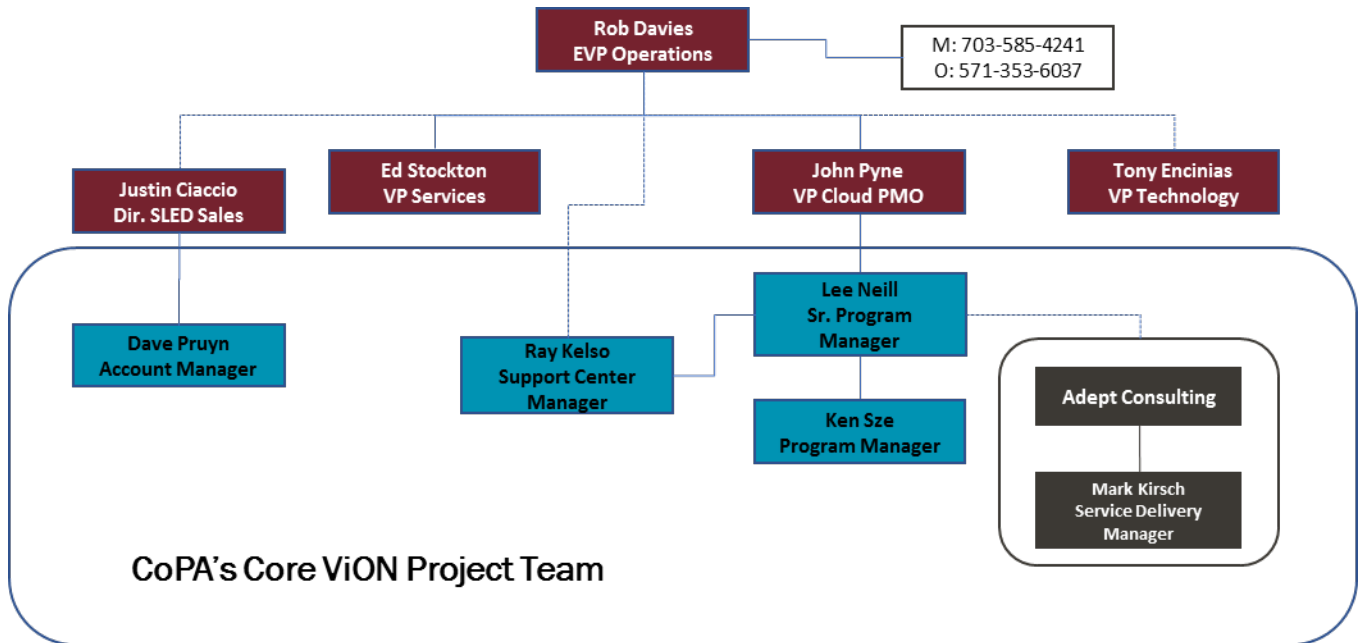 Rob Davies
EVP Operations
M: 703-585-4241
O: 571-353-6037
Justin Ciaccio
Dir. SLED Sales
Ed Stockton
VP Services
John Pyne
VP Cloud PMO
Tony Encinias
VP Technology
Dave Pruyn
Account Manager
Ray Kelso
Support Center
Manager
Lee Neill
Sr. Program
Manager
Ken Sze
Program Manager
Adept Consulting
Mark Kirsch
Service Delivery
Manager
CoPA's Core ViON Project Team